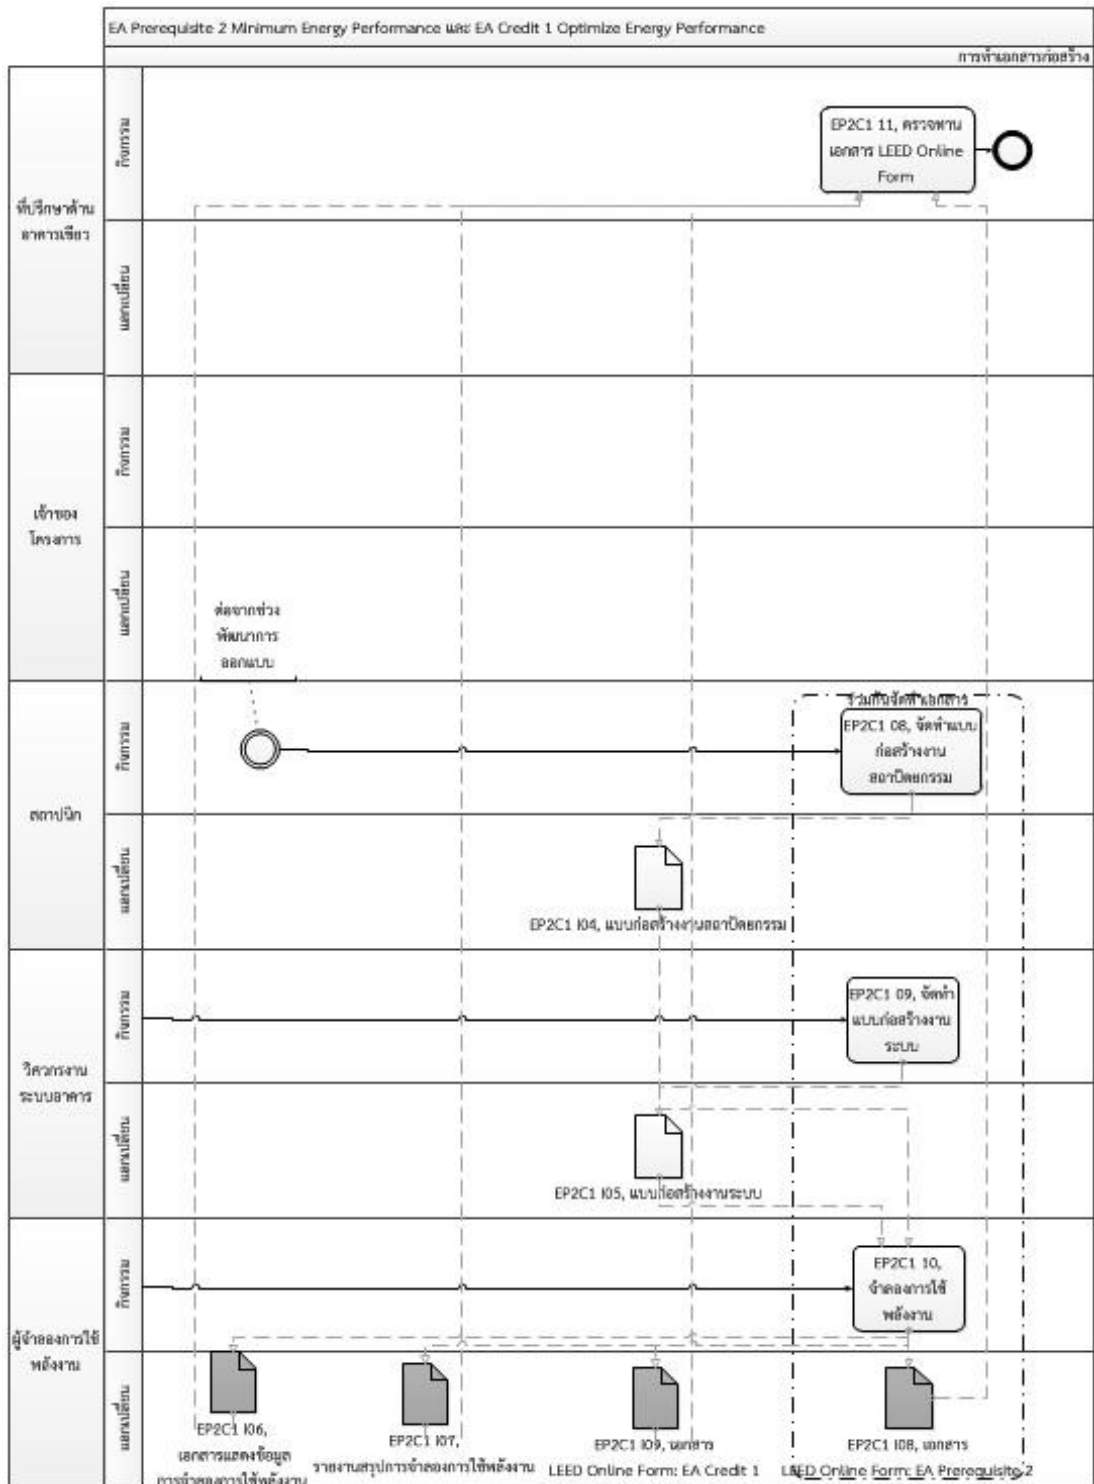 EA Prerequisite 2 Minimum Energy Performance และ EA Credit 1 Optimize Energy Performance
การทำเอกสารก่อสร้าง
ที่ปรึกษาด้าน
อาคารเขียว
กิจกรรม
แลกเปลี่ยน
EP2C1 11, ตรวจทาน
เอกสาร LEED Online
Form
เจ้าของ
โครงการ
กิจกรรม
แลกเปลี่ยน
ต่อจากช่วง
พัฒนาการ
ออกแบบ
สถาปนิก
กิจกรรม
แลกเปลี่ยน
ร่วมกันจัดทำเอกสาร
EP2C1 08, จัดทำแบบ
ก่อสร้างงาน
สถาปัตยกรรม
EP2C1 I04, แบบก่อสร้างงานสถาปัตยกรรม
วิศวกรงาน
ระบบอาคาร
กิจกรรม
แลกเปลี่ยน
EP2C1 09, จัดทำ
แบบก่อสร้างงาน
ระบบ
EP2C1 I05, แบบก่อสร้างงานระบบ
ผู้จำลองการใช้
พลังงาน
กิจกรรม
แลกเปลี่ยน
EP2C1 10,
จำลองการใช้
พลังงาน
EP2C1 I06,
เอกสารแสดงข้อมูล
การจำลองการใช้พลังงาน
EP2C1 I07,
รายงานสรุปการจำลองการใช้พลังงาน
EP2C1 I09, เอกสาร
LEED Online Form: EA Credit 1
EP2C1 I08, เอกสาร
LEED Online Form: EA Prerequisite 2